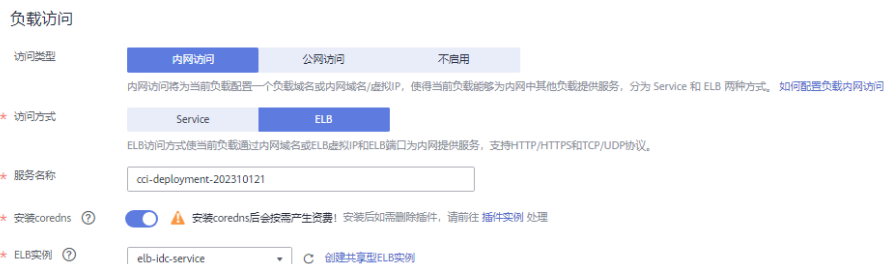 负载访问
访问类型 内网访问 公网访问 不启用
内网访问将为当前负载配置一个负载域名或内网域名/虚拟IP，使得当前负载能够为内网中其他负载提供服务，分为 Service 和 ELB 两种方式。 如何配置负载内网访问
* 访问方式 Service ELB
ELB访问方式使当前负载通过内网域名或ELB虚拟IP和ELB端口为内网提供服务，支持HTTP/HTTPS和TCP/UDP协议。
* 服务名称 cci-deployment-202310121
* 安装coredns ? 安装coredns后会按需产生资费！安装后如需删除插件，请前往 插件实例 处理
* ELB实例 ? elb-idc-service 创建共享型ELB实例